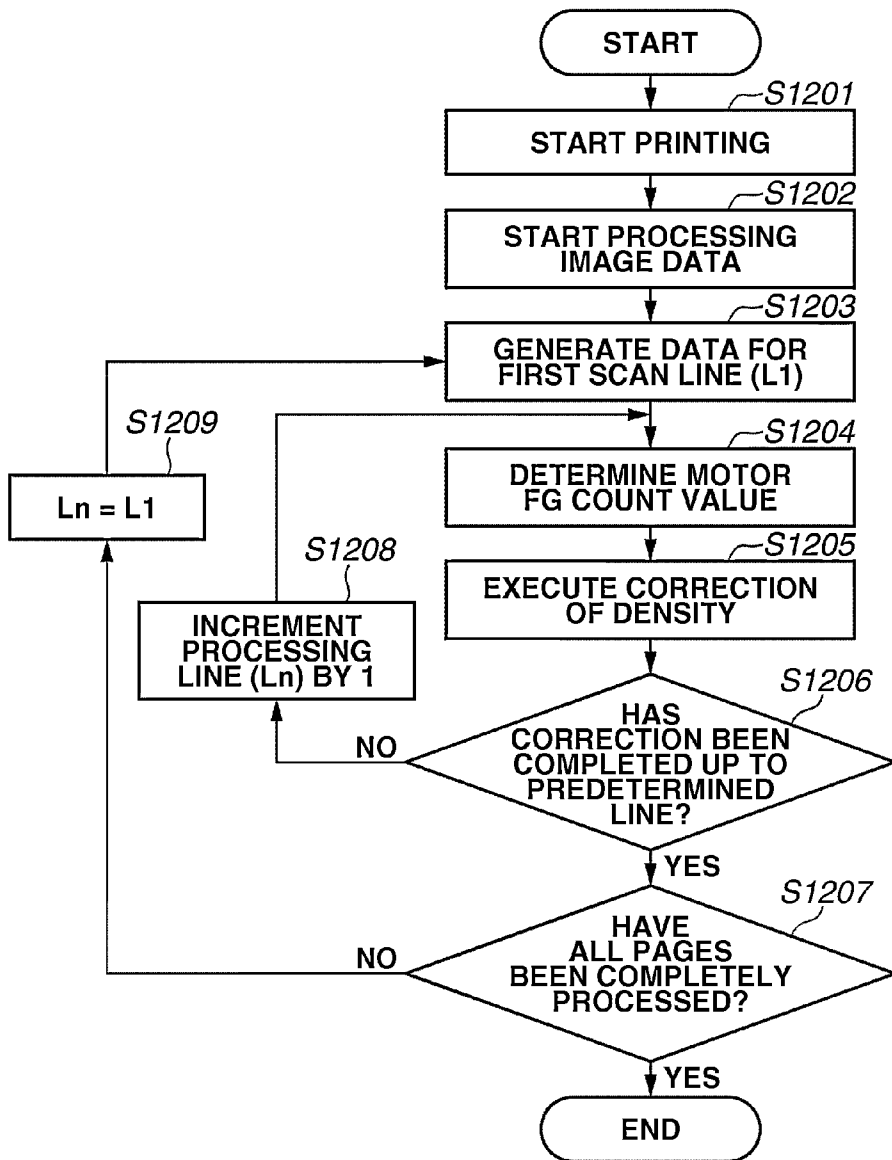 START
S1201
START PRINTING
S1202
START PROCESSING
IMAGE DATA
S1203
GENERATE DATA FOR
FIRST SCAN LINE (L1)
S1209
Ln = L1
S1204
DETERMINE MOTOR
FG COUNT VALUE
S1208
INCREMENT
PROCESSING
LINE (Ln) BY 1
S1205
EXECUTE CORRECTION
OF DENSITY
S1206
HAS
CORRECTION BEEN
COMPLETED UP TO
PREDETERMINED
LINE?
NO
YES
S1207
HAVE
ALL PAGES
BEEN COMPLETELY
PROCESSED?
NO
YES
END